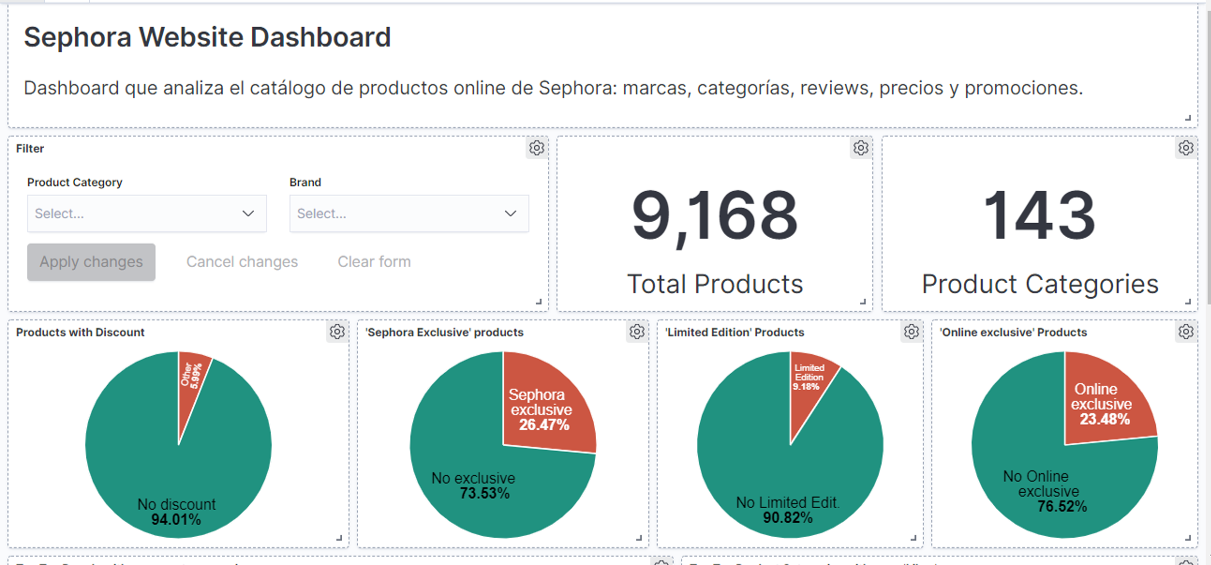 Sephora Website Dashboard
Dashboard que analiza el catálogo de productos online de Sephora: marcas, categorías, reviews, precios y promociones.
Filter
Product Category
Brand
Select...
Select...
Apply changes
Cancel changes
Clear form
9,168
Total Products
143
Product Categories
Products with Discount
Other
5.99%
No discount
94.01%
'Sephora Exclusive' products
Sephora
exclusive
26.47%
No exclusive
73.53%
'Limited Edition' Products
Limited
Edition
9.18%
No Limited Edit.
90.82%
'Online exclusive' Products
Online
exclusive
23.48%
No Online
exclusive
76.52%